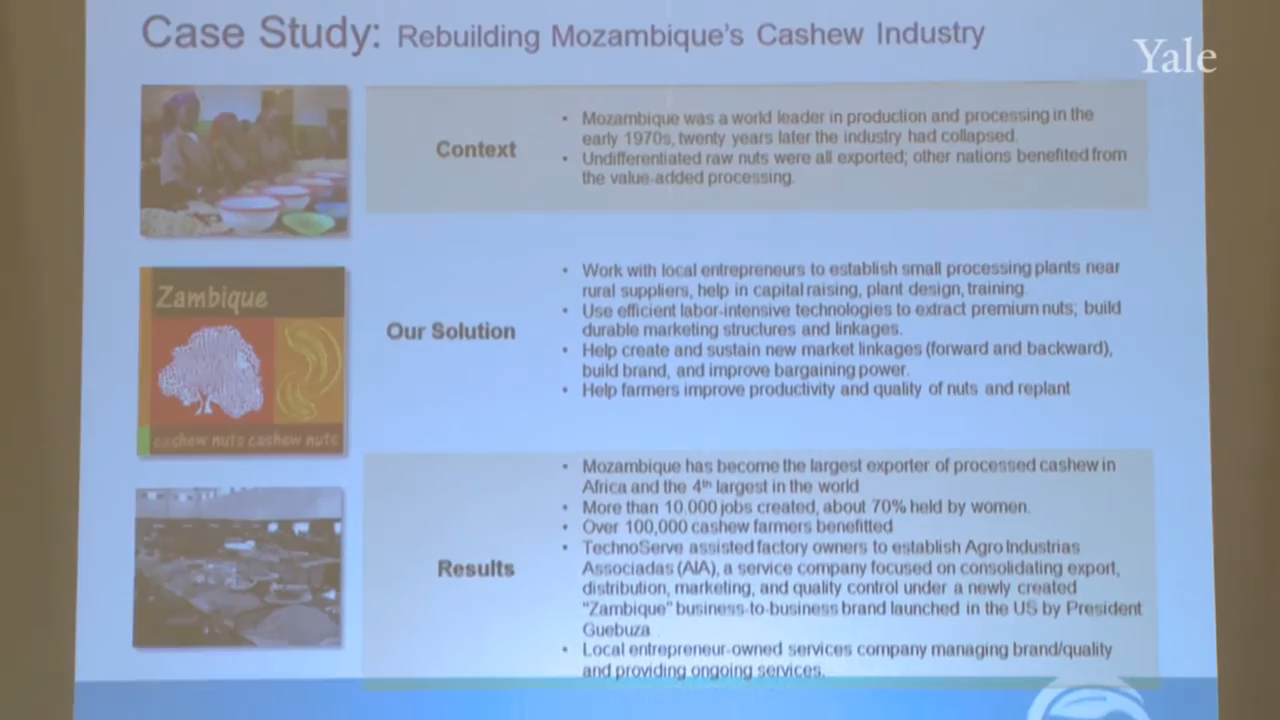 Case Study: Rebuilding Mozambique's Cashew Industry
Yale
Context
• Mozambique was a world leader in production and processing in the
early 1970s, twenty years later the industry had collapsed.
• Undifferentiated raw nuts were all exported; other nations benefited from
the value-added processing.
Zambique
cashew nuts cashew nuts
Our Solution
• Work with local entrepreneurs to establish small processing plants near
rural suppliers, help in capital raising, plant design, training.
• Use efficient labor-intensive technologies to extract premium nuts; build
durable marketing structures and linkages.
• Help create and sustain new market linkages (forward and backward),
build brand, and improve bargaining power.
• Help farmers improve productivity and quality of nuts and replant
Results
• Mozambique has become the largest exporter of processed cashew in
Africa and the 4th largest in the world
• More than 10,000 jobs created, about 70% held by women.
• Over 100,000 cashew farmers benefitted
• TechnoServe assisted factory owners to establish Agro Industrias
Associadas (AIA), a service company focused on consolidating export,
distribution, marketing, and quality control under a newly created
"Zambique" business-to-business brand launched in the US by President
Guebuza
• Local entrepreneur-owned services company managing brand/quality
and providing ongoing services.